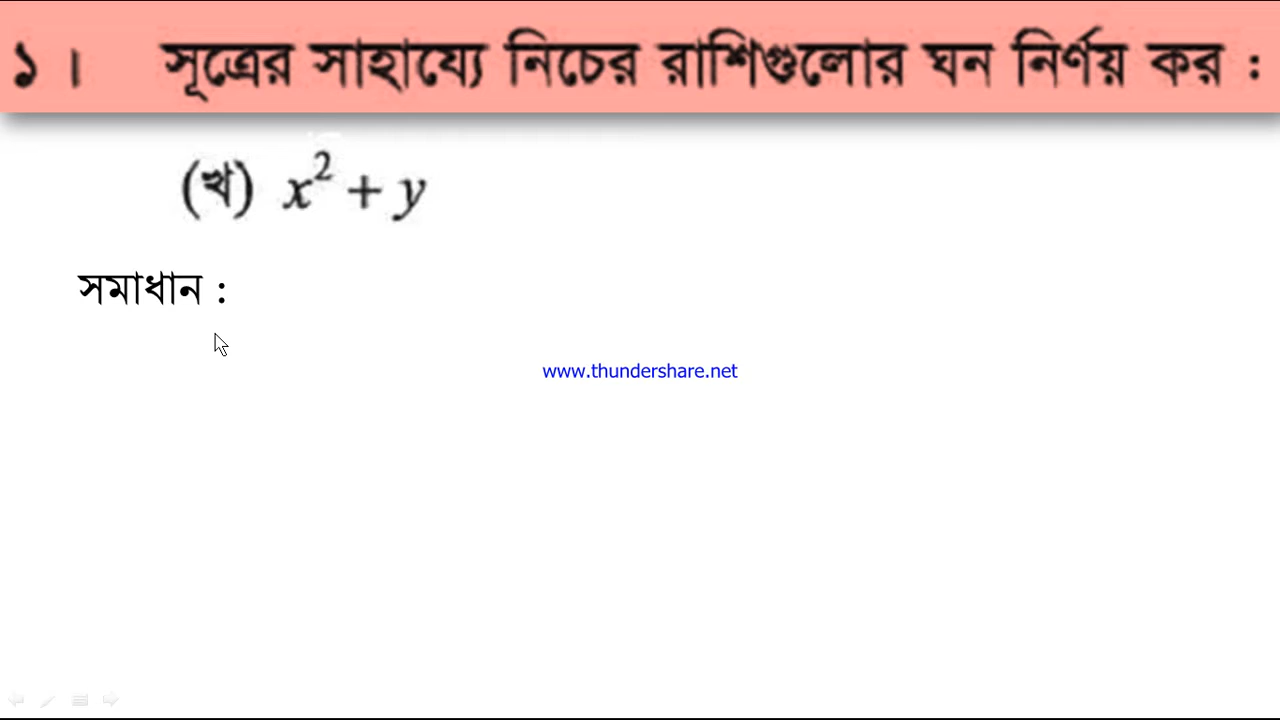 ১ । সূত্রের সাহায্যে নিচের রাশিগুলোর ঘন নির্ণয় কর :
(খ) x² + y
সমাধান :
www.thundershare.net